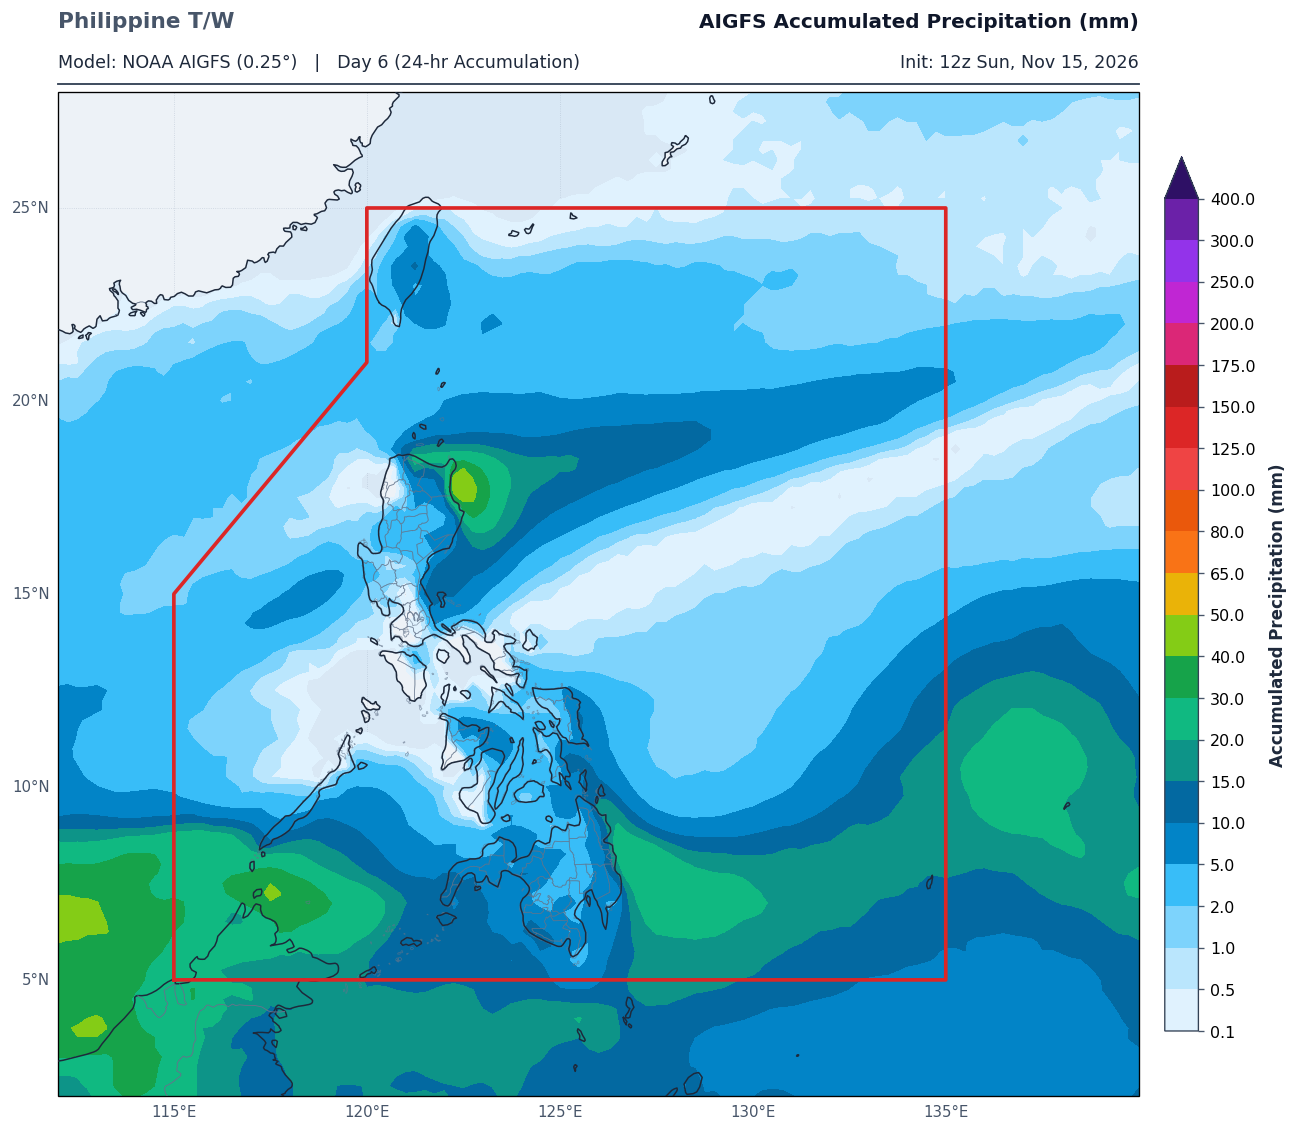 Philippine T/W
AIGFS Accumulated Precipitation (mm)
Model: NOAA AIGFS (0.25°)   |   Day 6 (24-hr Accumulation)
Init: 12z Sun, Nov 15, 2026
25°N
20°N
15°N
10°N
5°N
115°E
120°E
125°E
130°E
135°E
400.0
300.0
250.0
200.0
175.0
150.0
125.0
100.0
80.0
65.0
50.0
40.0
30.0
20.0
15.0
10.0
5.0
2.0
1.0
0.5
0.1
Accumulated Precipitation (mm)